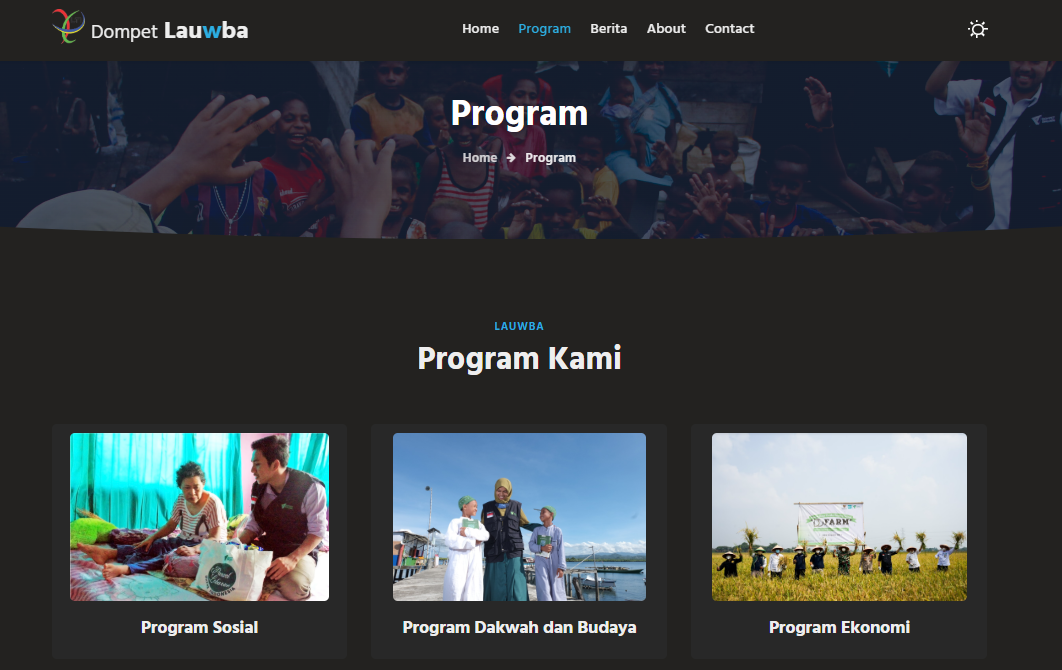 Dompet Lauwba
Home Program Berita About Contact
Program
Home → Program
LAUWBA
Program Kami
FARM
Program Sosial
Program Dakwah dan Budaya
Program Ekonomi